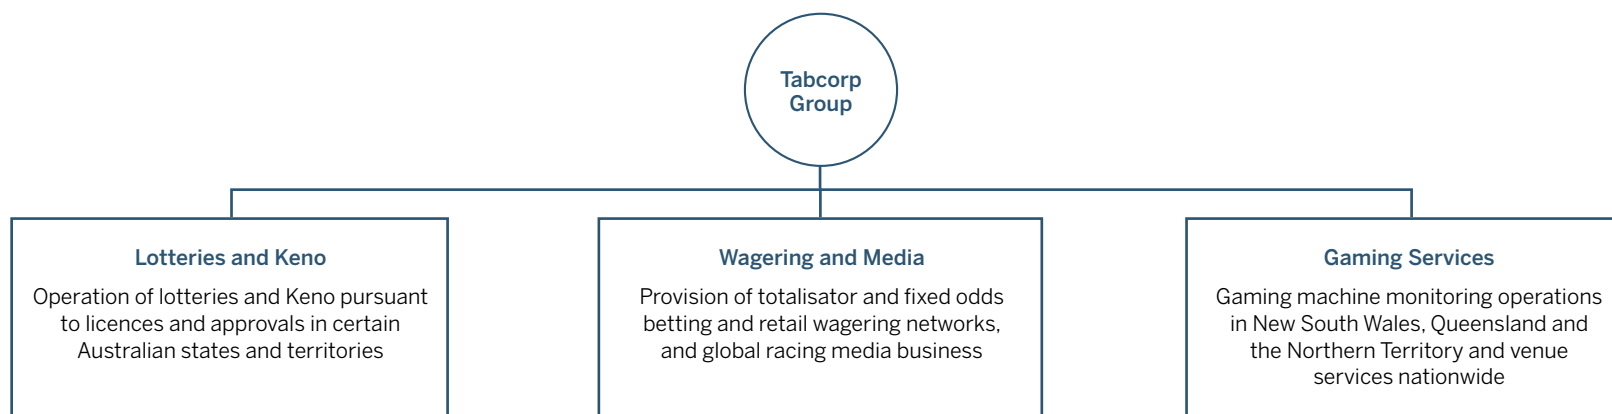 Tabcorp
Group
Lotteries and Keno
Operation of lotteries and Keno pursuant
to licences and approvals in certain
Australian states and territories
Wagering and Media
Provision of totalisator and fixed odds
betting and retail wagering networks,
and global racing media business
Gaming Services
Gaming machine monitoring operations
in New South Wales, Queensland and
the Northern Territory and venue
services nationwide